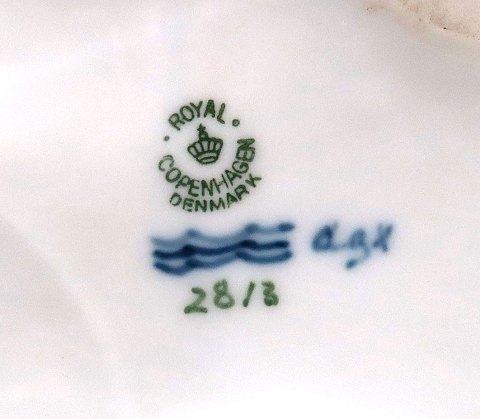 ROYAL
COPENHAGEN
DENMARK
2813